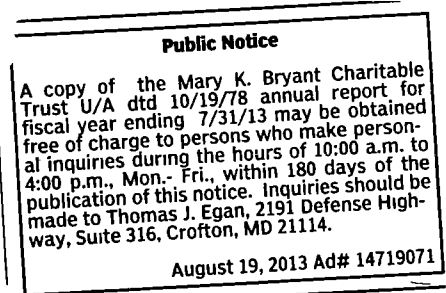 Public Notice
A copy of the Mary K. Bryant Charitable
Trust U/A dtd 10/19/78 annual report for
fiscal year ending 7/31/13 may be obtained
free of charge to persons who make person-
al inquiries during the hours of 10:00 a.m. to
4:00 p.m., Mon.- Fri., within 180 days of the
publication of this notice. Inquiries should be
made to Thomas J. Egan, 2191 Defense High-
way, Suite 316, Crofton, MD 21114.
August 19, 2013 Ad# 14719071